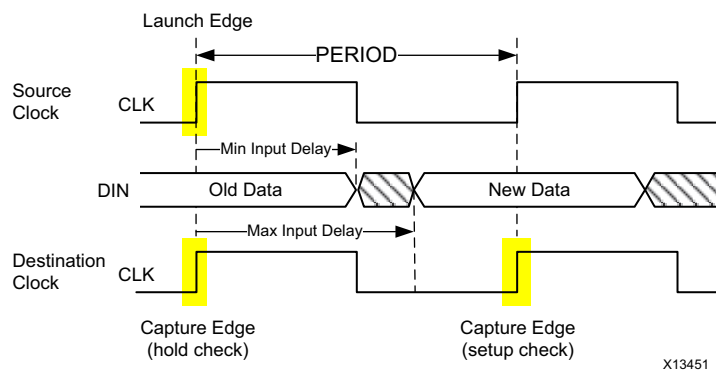 Launch Edge
PERIOD
Source
Clock
CLK
Min Input Delay
DIN
Old Data
New Data
Max Input Delay
Destination
Clock
CLK
Capture Edge
(hold check)
Capture Edge
(setup check)
X13451